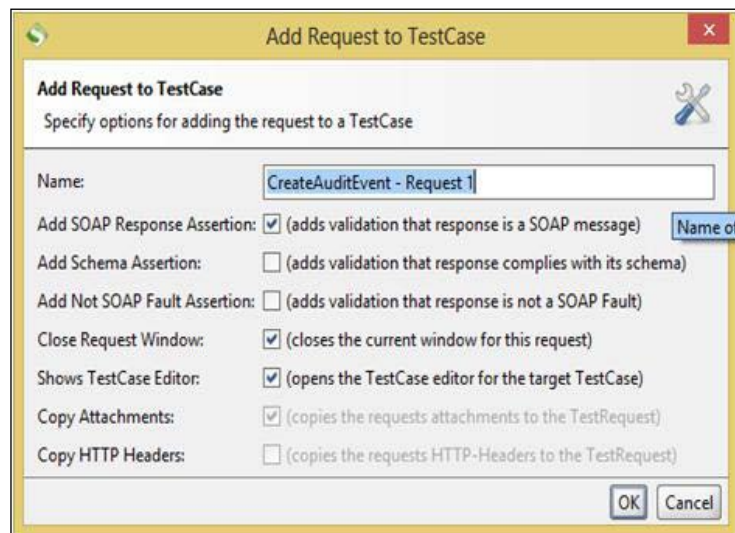 Add Request to TestCase
Add Request to TestCase
Specify options for adding the request to a TestCase
Name: CreateAuditEvent - Request 1
Add SOAP Response Assertion: (adds validation that response is a SOAP message) Name of
Add Schema Assertion: (adds validation that response complies with its schema)
Add Not SOAP Fault Assertion: (adds validation that response is not a SOAP Fault)
Close Request Window: (closes the current window for this request)
Shows TestCase Editor: (opens the TestCase editor for the target TestCase)
Copy Attachments: (copies the requests attachments to the TestRequest)
Copy HTTP Headers: (copies the requests HTTP-Headers to the TestRequest)
OK Cancel